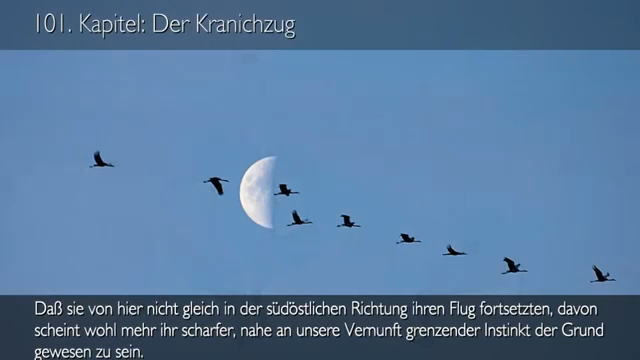 101. Kapitel: Der Kranichzug
Daß sie von hier nicht gleich in der südöstlichen Richtung ihren Flug fortsetzten, davon
scheint wohl mehr ihr scharfer, nahe an unsere Vernunft grenzender Instinkt der Grund
gewesen zu sein.